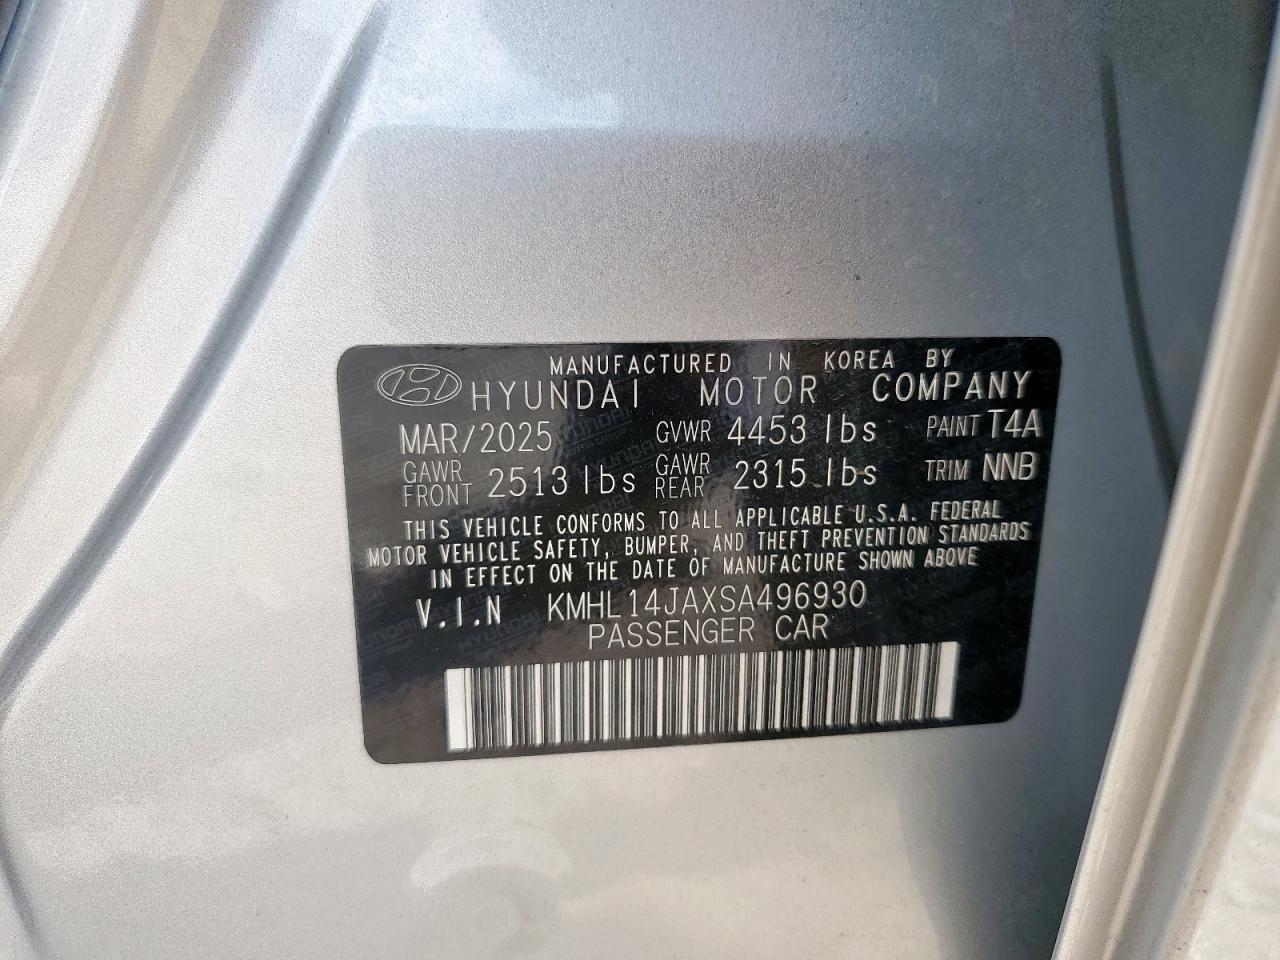 MANUFACTURED IN KOREA BY
HYUNDAI MOTOR COMPANY
MAR/2025 GVWR 4453 lbs PAINT T4A
GAWR FRONT 2513 lbs GAWR REAR 2315 lbs TRIM NNB
THIS VEHICLE CONFORMS TO ALL APPLICABLE U.S.A. FEDERAL
MOTOR VEHICLE SAFETY, BUMPER, AND THEFT PREVENTION STANDARDS
IN EFFECT ON THE DATE OF MANUFACTURE SHOWN ABOVE
V.I.N KMHL14JAXSA496930
PASSENGER CAR